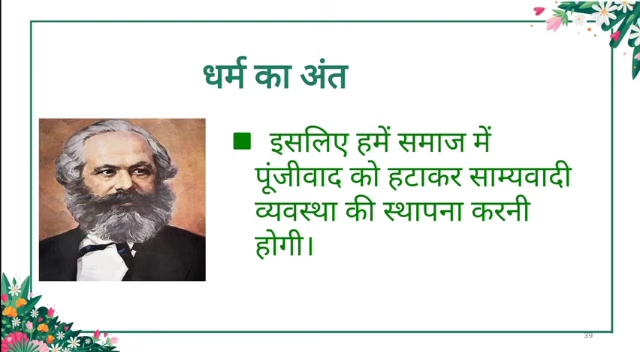 धर्म का अंत
इसलिए हमें समाज में
पूंजीवाद को हटाकर साम्यवादी
व्यवस्था की स्थापना करनी
होगी।
39